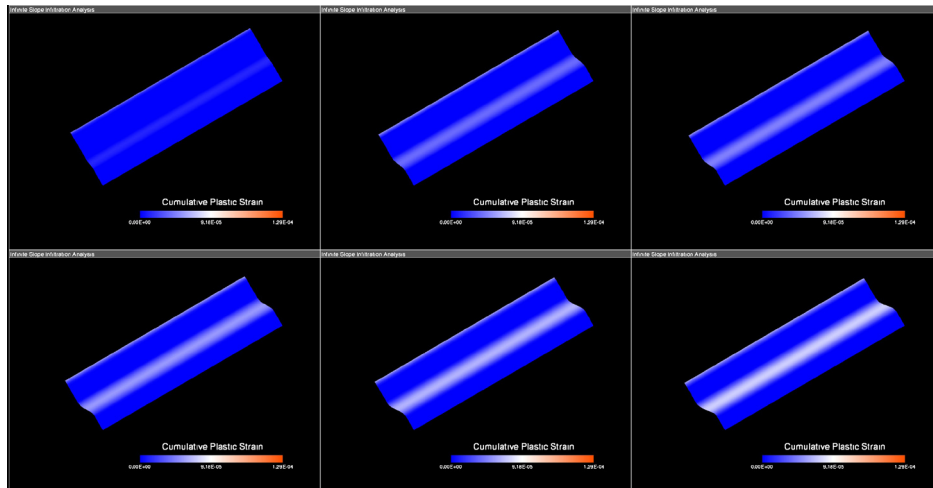 Infinite Slope Infiltration Analysis
Infinite Slope Infiltration Analysis
Infinite Slope Infiltration Analysis
Cumulative Plastic Strain
0.00E+00 9.18E-05 1.29E-04
Cumulative Plastic Strain
0.00E+00 9.18E-05 1.29E-04
Cumulative Plastic Strain
0.00E+00 9.18E-05 1.29E-04
Infinite Slope Infiltration Analysis
Infinite Slope Infiltration Analysis
Infinite Slope Infiltration Analysis
Cumulative Plastic Strain
0.00E+00 9.18E-05 1.29E-04
Cumulative Plastic Strain
0.00E+00 9.18E-05 1.29E-04
Cumulative Plastic Strain
0.00E+00 9.18E-05 1.29E-04